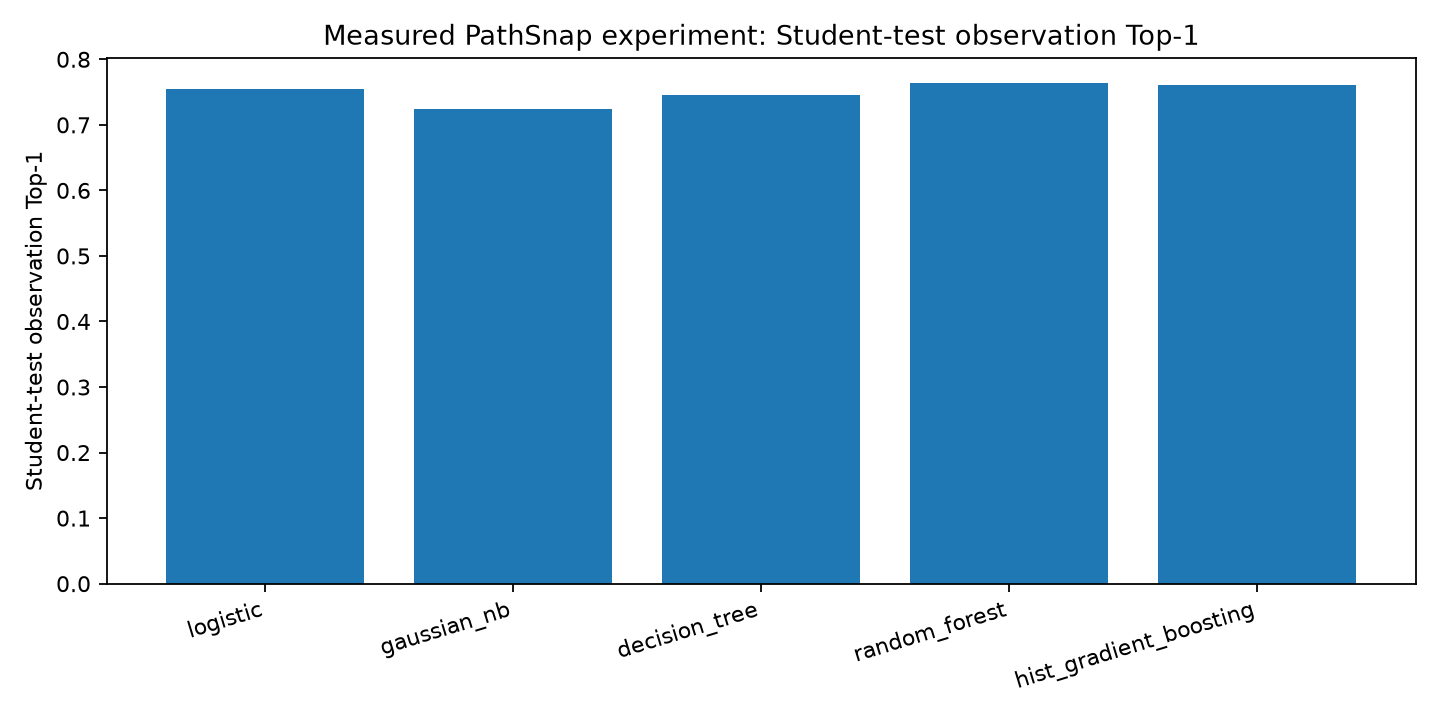 Measured PathSnap experiment: Student-test observation Top-1
Student-test observation Top-1
0.8
0.7
0.6
0.5
0.4
0.3
0.2
0.1
0.0
logistic
gaussian_nb
decision_tree
random_forest
hist_gradient_boosting